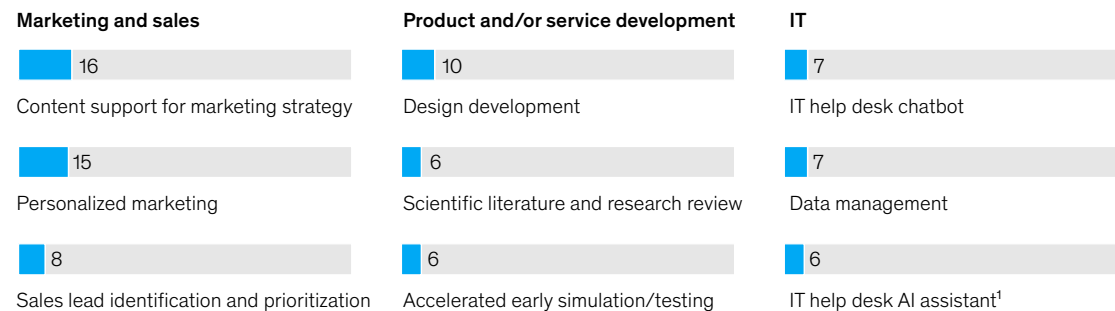 Marketing and sales
16
Content support for marketing strategy
15
Personalized marketing
8
Sales lead identification and prioritization
Product and/or service development
10
Design development
6
Scientific literature and research review
6
Accelerated early simulation/testing
IT
7
IT help desk chatbot
7
Data management
6
IT help desk AI assistant¹